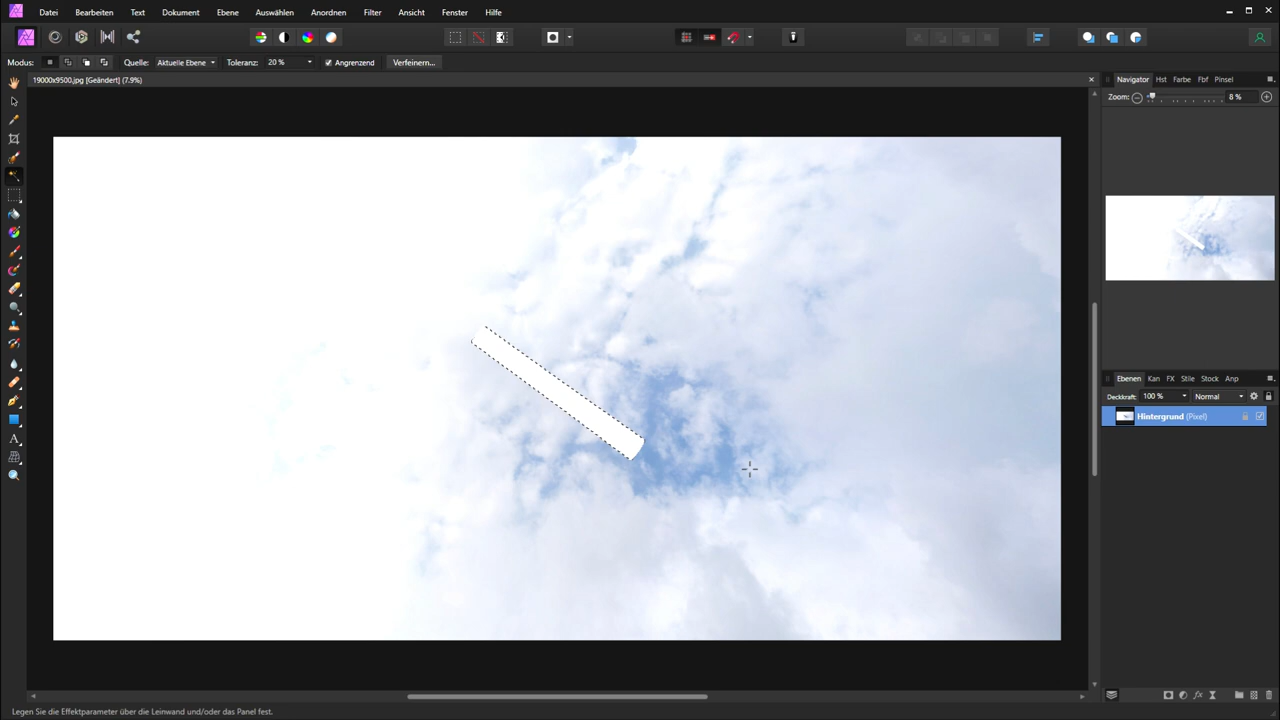 Datei Bearbeiten Text Dokument Ebene Auswählen Anordnen Filter Ansicht Fenster Hilfe
Modus: Quelle: Aktuelle Ebene Toleranz: 20 % Angrenzend Verfeinern...
19000x9500.jpg [Geändert] (7.9%)
Navigator Hst Farbe Fbf Pinsel
Zoom: 8 %
Ebenen Kan FX Stile Stock Anp
Deckkraft: 100 % Normal
Hintergrund (Pixel)
A
fx
Legen Sie die Effektparameter über die Leinwand und/oder das Panel fest.